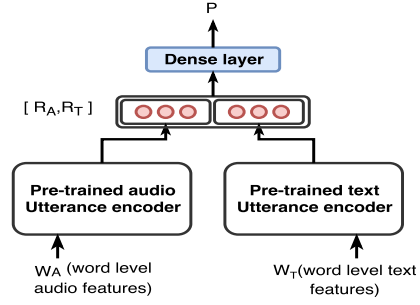 P
Dense layer
[ RA,RT ]
Pre-trained audio
Utterance encoder
Pre-trained text
Utterance encoder
WA (word level
audio features)
WT(word level text
features)